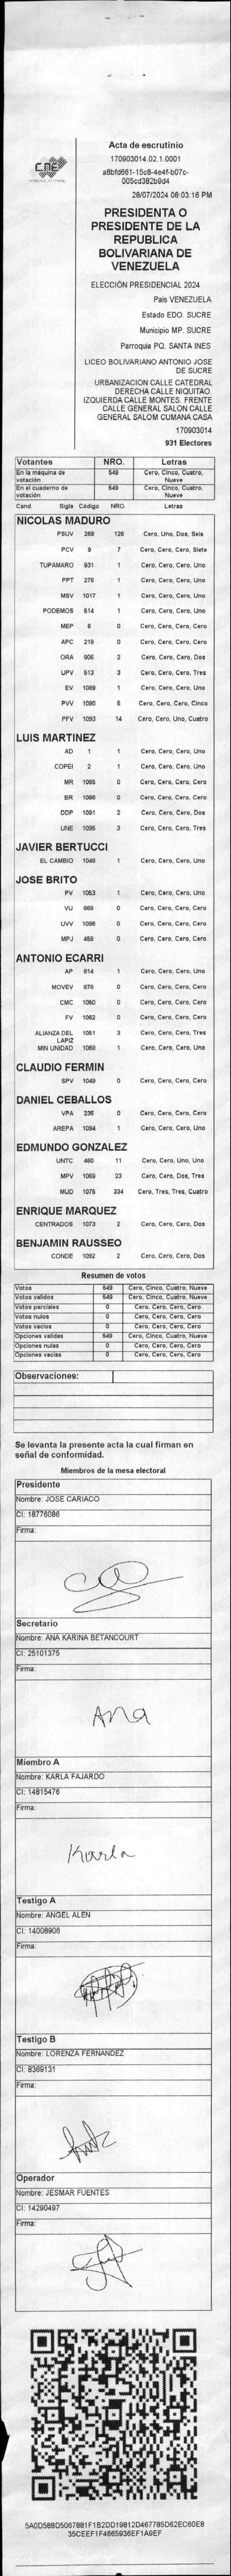 CNE
Acta de escrutinio
170903014.02.1.0001
a8bfd661-15c8-4e4f-b07c-
005cd382b9d4
28/07/2024 08:03:16 PM
PRESIDENTA O
PRESIDENTE DE LA
REPUBLICA
BOLIVARIANA DE
VENEZUELA
ELECCIÓN PRESIDENCIAL 2024
Pais VENEZUELA
Estado EDO. SUCRE
Municipio MP. SUCRE
Parroquia PQ. SANTA INES
LICEO BOLIVARIANO ANTONIO JOSE
DE SUCRE
URBANIZACION CALLE CATEDRAL
DERECHA CALLE NIQUITAO.
IZQUIERDA CALLE MONTES. FRENTE
CALLE GENERAL SALON CALLE
GENERAL SALOM CUMANA CASA
170903014
931 Electores
Votantes NRO. Letras
En la máquina de votación 549 Cero, Cinco, Cuatro, Nueve
En el cuaderno de votación 549 Cero, Cinco, Cuatro, Nueve
Cand. Sigla Código NRO. Letras
NICOLAS MADURO
PSUV 269 126 Cero, Uno, Dos, Seis
PCV 9 7 Cero, Cero, Cero, Siete
TUPAMARO 931 1 Cero, Cero, Cero, Uno
PPT 276 1 Cero, Cero, Cero, Uno
MSV 1017 1 Cero, Cero, Cero, Uno
PODEMOS 514 1 Cero, Cero, Cero, Uno
MEP 6 0 Cero, Cero, Cero, Cero
APC 219 0 Cero, Cero, Cero, Cero
ORA 906 2 Cero, Cero, Cero, Dos
UPV 513 3 Cero, Cero, Cero, Tres
EV 1089 1 Cero, Cero, Cero, Uno
PVV 1090 5 Cero, Cero, Cero, Cinco
PFV 1093 14 Cero, Cero, Uno, Cuatro
LUIS MARTINEZ
AD 1 1 Cero, Cero, Cero, Uno
COPEI 2 1 Cero, Cero, Cero, Uno
MR 1065 0 Cero, Cero, Cero, Cero
BR 1066 0 Cero, Cero, Cero, Cero
DDP 1091 2 Cero, Cero, Cero, Dos
UNE 1095 3 Cero, Cero, Cero, Tres
JAVIER BERTUCCI
EL CAMBIO 1048 1 Cero, Cero, Cero, Uno
JOSE BRITO
PV 1053 1 Cero, Cero, Cero, Uno
VU 868 0 Cero, Cero, Cero, Cero
UVV 1096 0 Cero, Cero, Cero, Cero
MPJ 459 0 Cero, Cero, Cero, Cero
ANTONIO ECARRI
AP 914 1 Cero, Cero, Cero, Uno
MOVEV 879 0 Cero, Cero, Cero, Cero
CMC 1060 0 Cero, Cero, Cero, Cero
FV 1062 0 Cero, Cero, Cero, Cero
ALIANZA DEL LAPIZ 1051 3 Cero, Cero, Cero, Tres
MIN UNIDAD 1068 1 Cero, Cero, Cero, Uno
CLAUDIO FERMIN
SPV 1049 0 Cero, Cero, Cero, Cero
DANIEL CEBALLOS
VPA 236 0 Cero, Cero, Cero, Cero
AREPA 1094 1 Cero, Cero, Cero, Uno
EDMUNDO GONZALEZ
UNTC 460 11 Cero, Cero, Uno, Uno
MPV 1069 23 Cero, Cero, Dos, Tres
MUD 1075 334 Cero, Tres, Tres, Cuatro
ENRIQUE MARQUEZ
CENTRADOS 1073 2 Cero, Cero, Cero, Dos
BENJAMIN RAUSSEO
CONDE 1092 2 Cero, Cero, Cero, Dos
Resumen de votos
Votos 549 Cero, Cinco, Cuatro, Nueve
Votos validos 549 Cero, Cinco, Cuatro, Nueve
Votos parciales 0 Cero, Cero, Cero, Cero
Votos nulos 0 Cero, Cero, Cero, Cero
Votos vacios 0 Cero, Cero, Cero, Cero
Opciones validas 549 Cero, Cinco, Cuatro, Nueve
Opciones nulas 0 Cero, Cero, Cero, Cero
Opciones vacias 0 Cero, Cero, Cero, Cero
Observaciones:
Se levanta la presente acta la cual firman en
señal de conformidad.
Miembros de la mesa electoral
Presidente
Nombre: JOSE CARIACO
CI: 18776086
Firma:
Secretario
Nombre: ANA KARINA BETANCOURT
CI: 25101375
Firma:
Ana
Miembro A
Nombre: KARLA FAJARDO
CI: 14815476
Firma:
Karla
Testigo A
Nombre: ANGEL ALEN
CI: 14008906
Firma:
Testigo B
Nombre: LORENZA FERNANDEZ
CI: 8369131
Firma:
Operador
Nombre: JESMAR FUENTES
CI: 14290497
Firma:
5A0D588D5067881F1B2DD19812D467785D62EC60E8
35CEEF1F4665936EF1A9EF